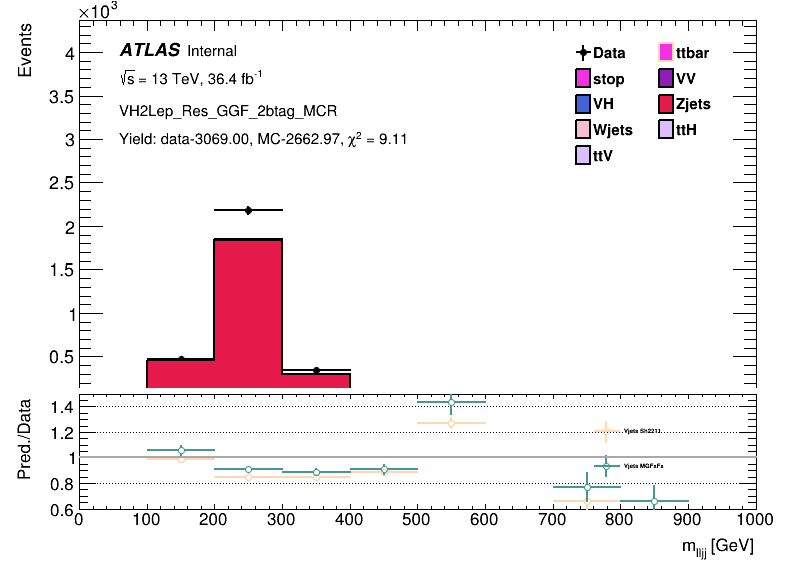 ×10³
Events
ATLAS Internal
√s = 13 TeV, 36.4 fb⁻¹
VH2Lep_Res_GGF_2btag_MCR
Yield: data-3069.00, MC-2662.97, χ² = 9.11
Data
ttbar
stop
VV
VH
Zjets
Wjets
ttH
ttV
4
3.5
3
2.5
2
1.5
1
0.5
Pred./Data
1.4
1.2
1
0.8
0.6
Vjets Sh2211
Vjets MGFxFx
0 100 200 300 400 500 600 700 800 900 1000
m_lljj [GeV]